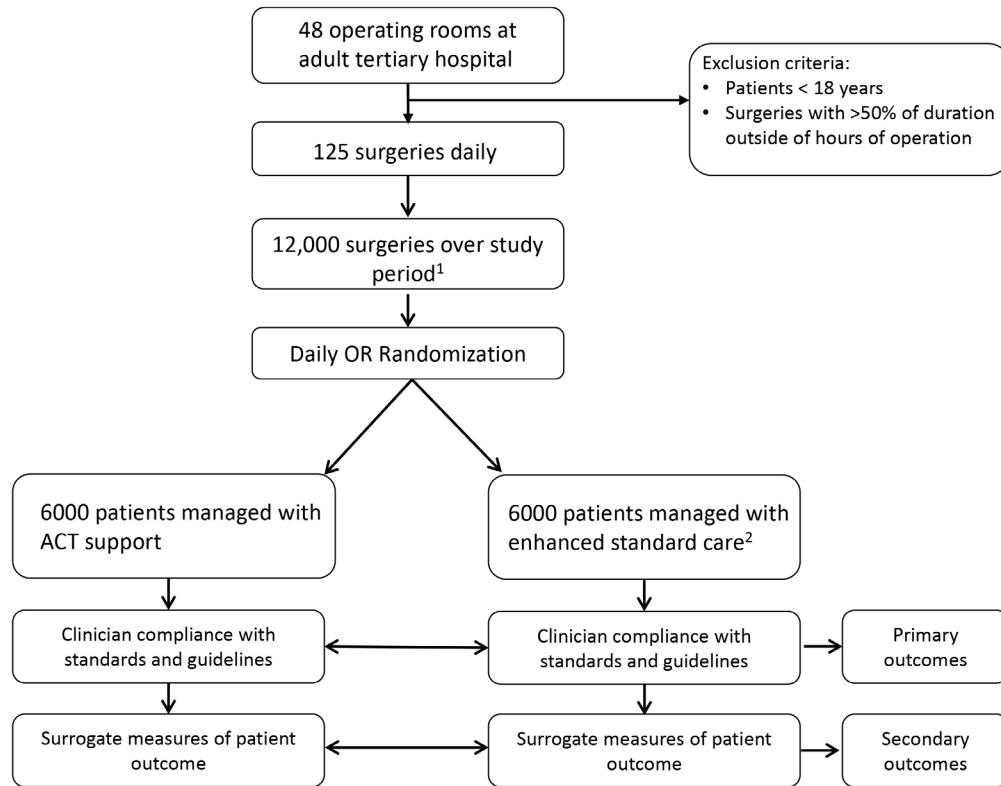 48 operating rooms at
adult tertiary hospital
Exclusion criteria:
• Patients < 18 years
• Surgeries with >50% of duration
outside of hours of operation
125 surgeries daily
12,000 surgeries over study
period¹
Daily OR Randomization
6000 patients managed with
ACT support
6000 patients managed with
enhanced standard care²
Clinician compliance with
standards and guidelines
Clinician compliance with
standards and guidelines
Primary
outcomes
Surrogate measures of patient
outcome
Surrogate measures of patient
outcome
Secondary
outcomes